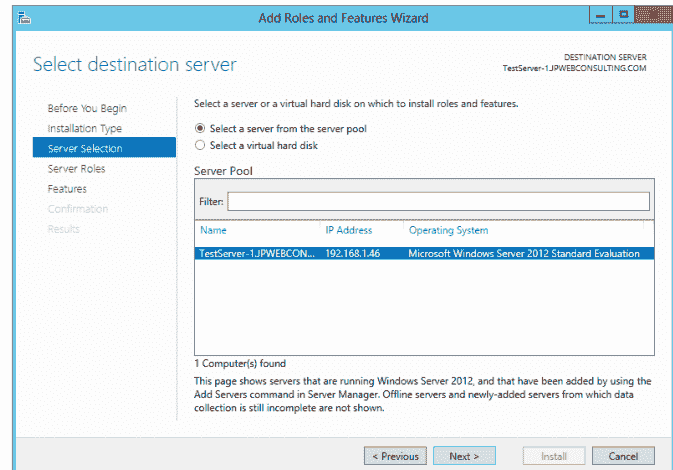 Add Roles and Features Wizard
Select destination server
DESTINATION SERVER
TestServer-1.JPWEBCONSULTING.COM
Before You Begin
Installation Type
Server Selection
Server Roles
Features
Confirmation
Results
Select a server or a virtual hard disk on which to install roles and features.
Select a server from the server pool
Select a virtual hard disk
Server Pool
Filter:
Name IP Address Operating System
TestServer-1.JPWEBCON... 192.168.1.46 Microsoft Windows Server 2012 Standard Evaluation
1 Computer(s) found
This page shows servers that are running Windows Server 2012, and that have been added by using the
Add Servers command in Server Manager. Offline servers and newly-added servers from which data
collection is still incomplete are not shown.
< Previous Next > Install Cancel